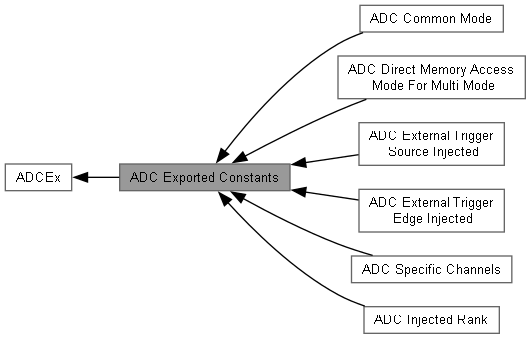 ADC Common Mode
ADC Direct Memory Access
Mode For Multi Mode
ADC External Trigger
Source Injected
ADCEx
ADC Exported Constants
ADC External Trigger
Edge Injected
ADC Specific Channels
ADC Injected Rank